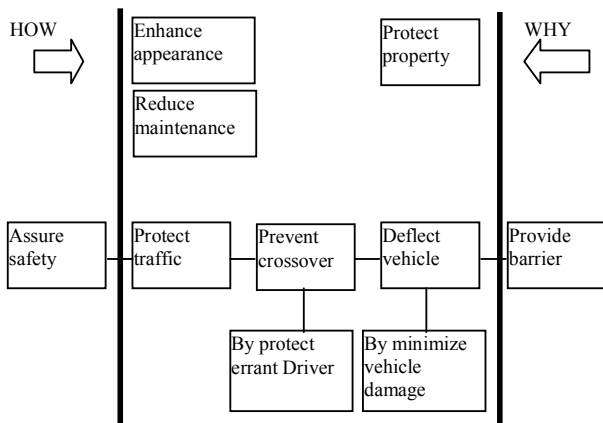 HOW
Enhance
appearance
Protect
property
WHY
Reduce
maintenance
Assure
safety
Protect
traffic
Prevent
crossover
Deflect
vehicle
Provide
barrier
By protect
errant Driver
By minimize
vehicle
damage